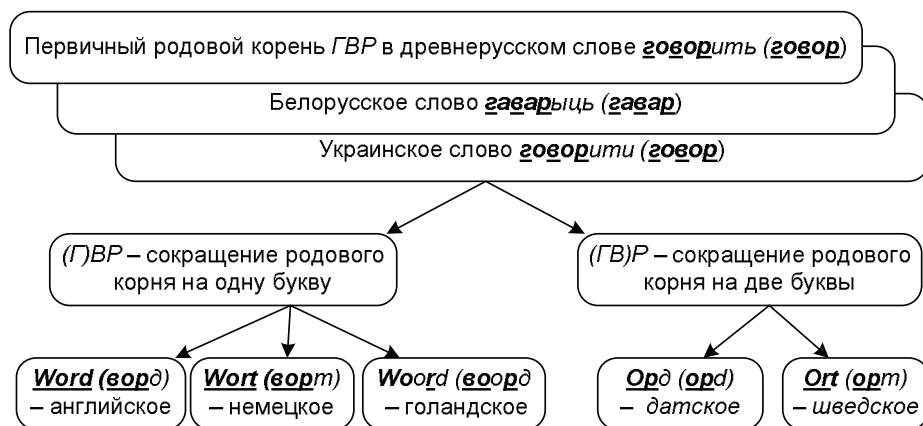 Первичный родовой корень ГВР в древнерусском слове говорить (говор)
Белорусское слово гаварыць (гавар)
Украинское слово говорити (говор)
(Г)ВР – сокращение родового
корня на одну букву
(ГВ)Р – сокращение родового
корня на две буквы
Word (ворд)
– английское
Wort (ворт)
– немецкое
Woord (воорд
– голандское
Орд (орd)
– датское
Ort (орт)
– шведское